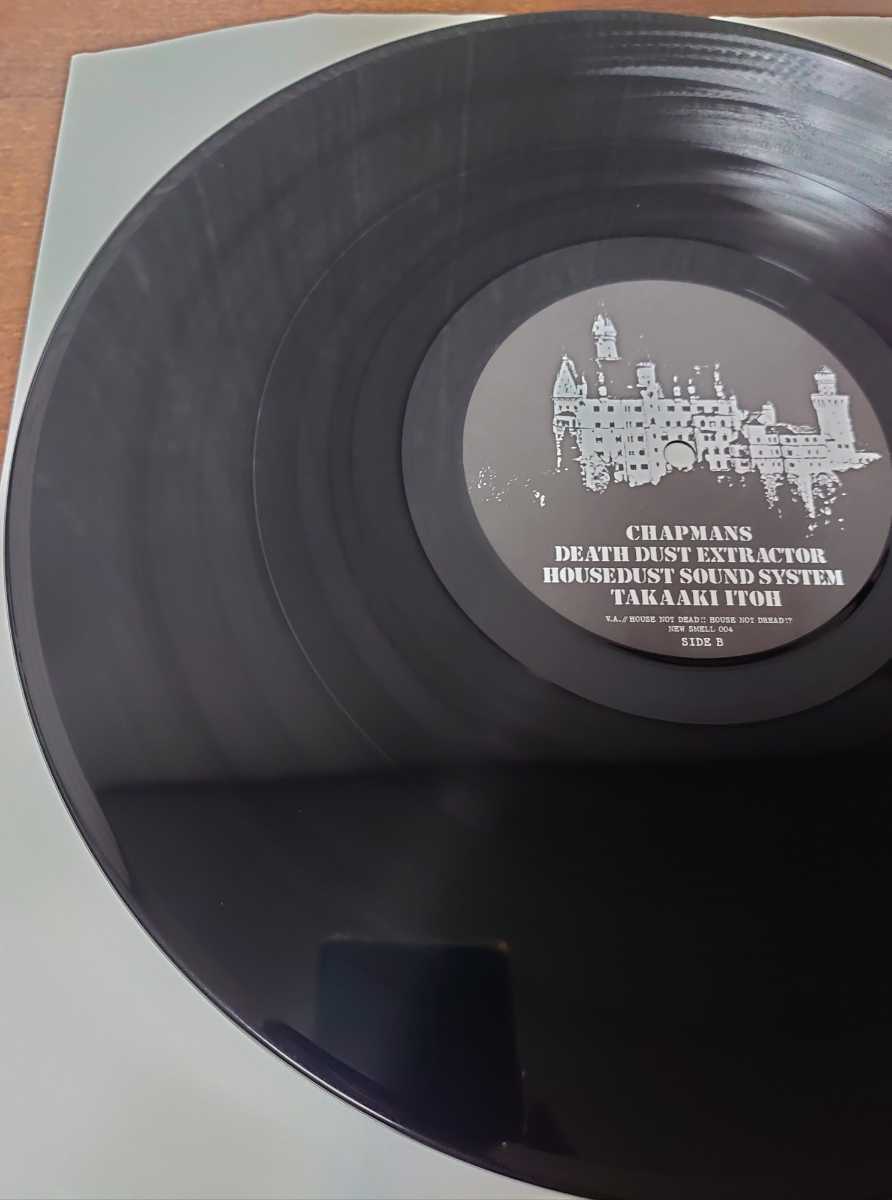 CHAPMANS
DEATH DUST EXTRACTOR
HOUSEDUST SOUND SYSTEM
TAKAAKI ITOH
V.A.// HOUSE NOT DEAD!! HOUSE NOT DREAD!?
NEW SMELL 004
SIDE B